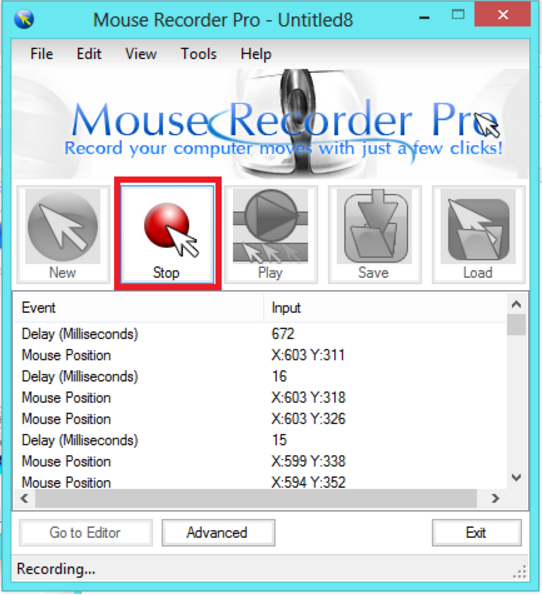 Mouse Recorder Pro - Untitled8
File Edit View Tools Help
Mouse Recorder Pro
Record your computer moves with just a few clicks!
New Stop Play Save Load
Event Input
Delay (Milliseconds) 672
Mouse Position X:603 Y:311
Delay (Milliseconds) 16
Mouse Position X:603 Y:318
Mouse Position X:603 Y:326
Delay (Milliseconds) 15
Mouse Position X:599 Y:338
Mouse Position X:594 Y:352
Go to Editor Advanced Exit
Recording...